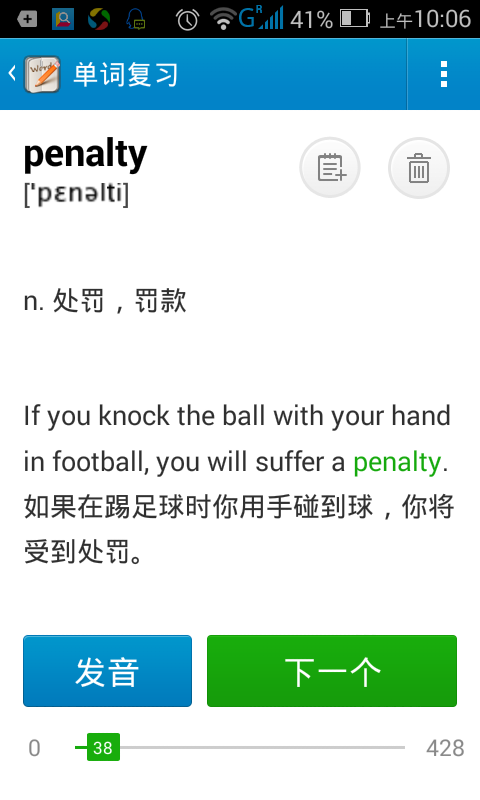 G R 41% 上午10:06
Words 单词复习
penalty
['pɛnəlti]
n. 处罚，罚款
If you knock the ball with your hand
in football, you will suffer a penalty.
如果在踢足球时你用手碰到球，你将
受到处罚。
发音 下一个
0 38 428